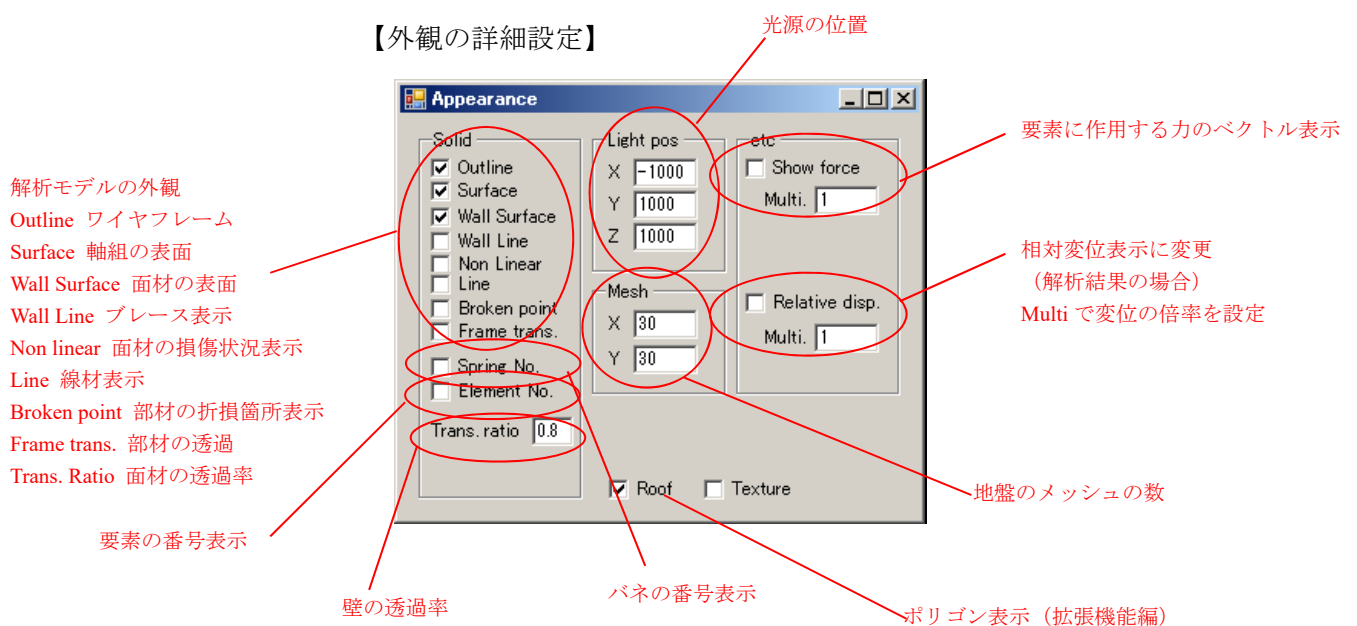 【外観の詳細設定】
光源の位置
要素に作用する力のベクトル表示
相対変位表示に変更
（解析結果の場合）
Multi で変位の倍率を設定
解析モデルの外観
Outline ワイヤフレーム
Surface 軸組の表面
Wall Surface 面材の表面
Wall Line ブレース表示
Non linear 面材の損傷状況表示
Line 線材表示
Broken point 部材の折損箇所表示
Frame trans. 部材の透過
Trans. Ratio 面材の透過率
要素の番号表示
壁の透過率
バネの番号表示
地盤のメッシュの数
ポリゴン表示（拡張機能編）
Appearance
Solid
Outline
Surface
Wall Surface
Wall Line
Non Linear
Line
Broken point
Frame trans.
Spring No.
Element No.
Trans. ratio 0.8
Light pos
X -1000
Y 1000
Z 1000
Mesh
X 30
Y 30
etc
Show force
Multi. 1
Relative disp.
Multi. 1
Roof
Texture